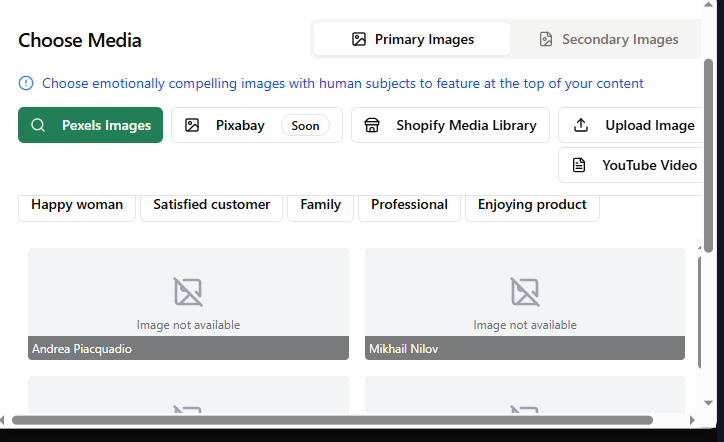 Choose Media
Primary Images
Secondary Images
Choose emotionally compelling images with human subjects to feature at the top of your content
Pexels Images
Pixabay
Soon
Shopify Media Library
Upload Image
YouTube Video
Happy woman
Satisfied customer
Family
Professional
Enjoying product
Image not available
Andrea Piacquadio
Image not available
Mikhail Nilov